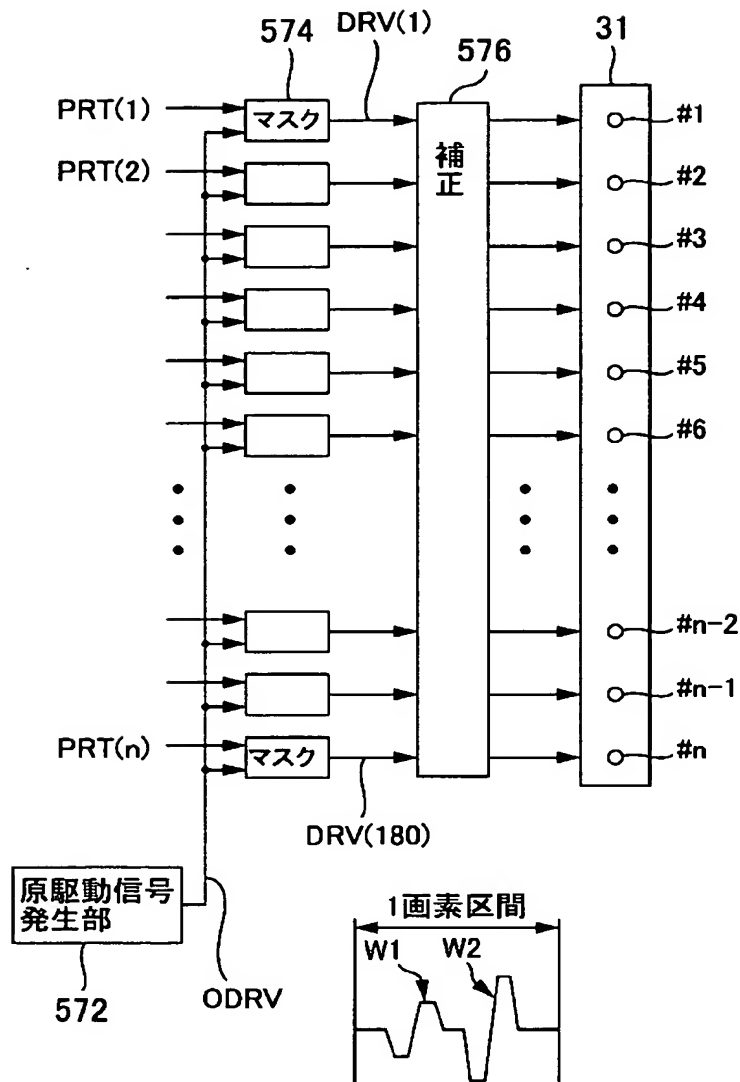 574
DRV(1)
576
31
PRT(1)
マスク
補正
#1
PRT(2)
#2
#3
#4
#5
#6
#n-2
#n-1
PRT(n)
マスク
#n
DRV(180)
原駆動信号
発生部
572
ODRV
1画素区間
W1
W2